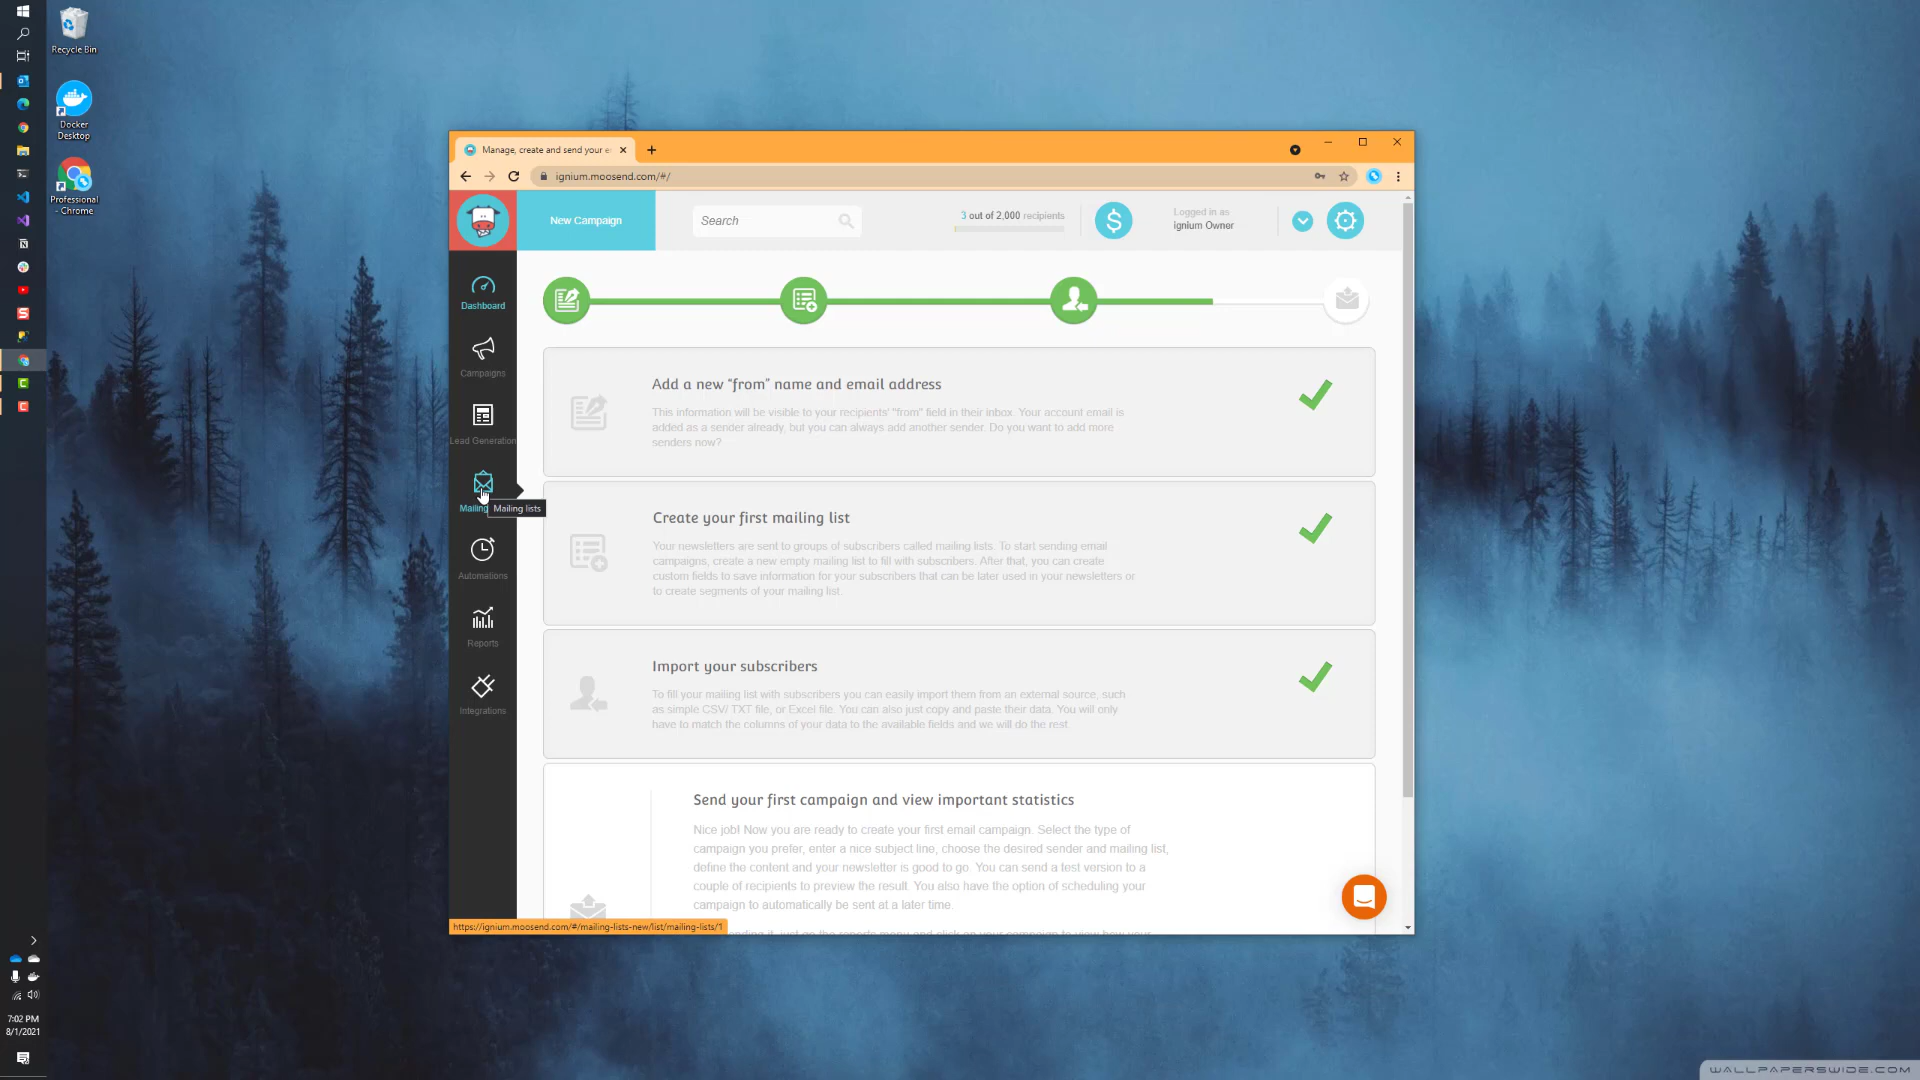 Recycle Bin
Docker
Desktop
Professional
- Chrome
Manage, create and send your e
ignium.moosend.com/#/
New Campaign
Search
3 out of 2,000 recipients
Logged in as
ignium Owner
Dashboard
Campaigns
Lead Generation
Mailing
Mailing lists
Automations
Reports
Integrations
Add a new "from" name and email address
This information will be visible to your recipients' "from" field in their inbox. Your account email is
added as a sender already, but you can always add another sender. Do you want to add more
senders now?
Create your first mailing list
Your newsletters are sent to groups of subscribers called mailing lists. To start sending email
campaigns, create a new empty mailing list to fill with subscribers. After that, you can create
custom fields to save information for your subscribers that can be later used in your newsletters or
to create segments of your mailing list.
Import your subscribers
To fill your mailing list with subscribers you can easily import them from an external source, such
as simple CSV/ TXT file, or Excel file. You can also just copy and paste their data. You will only
have to match the columns of your data to the available fields and we will do the rest.
Send your first campaign and view important statistics
Nice job! Now you are ready to create your first email campaign. Select the type of
campaign you prefer, enter a nice subject line, choose the desired sender and mailing list,
define the content and your newsletter is good to go. You can send a test version to a
couple of recipients to preview the result. You also have the option of scheduling your
campaign to automatically be sent at a later time.
https://ignium.moosend.com/#/mailing-lists-new/list/mailing-lists/1
7:02 PM
8/1/2021
WALLPAPERSWIDE.COM